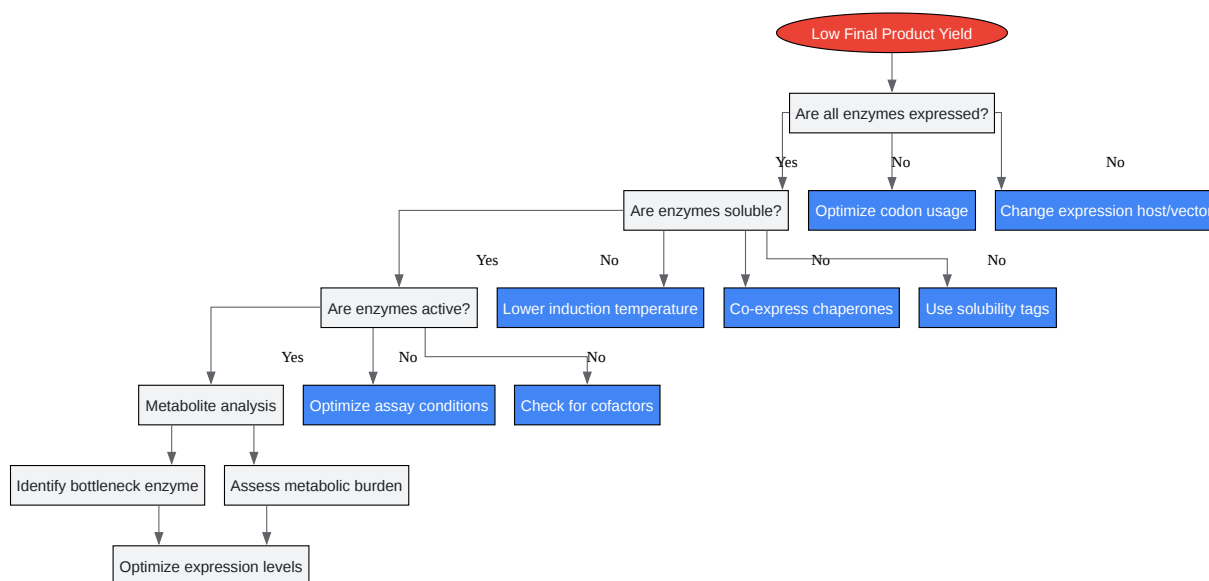 Low Final Product Yield
Are all enzymes expressed?
Yes
No
No
Are enzymes soluble?
Optimize codon usage
Change expression host/vector
Yes
No
No
No
Are enzymes active?
Lower induction temperature
Co-express chaperones
Use solubility tags
Yes
No
No
Metabolite analysis
Optimize assay conditions
Check for cofactors
Identify bottleneck enzyme
Assess metabolic burden
Optimize expression levels